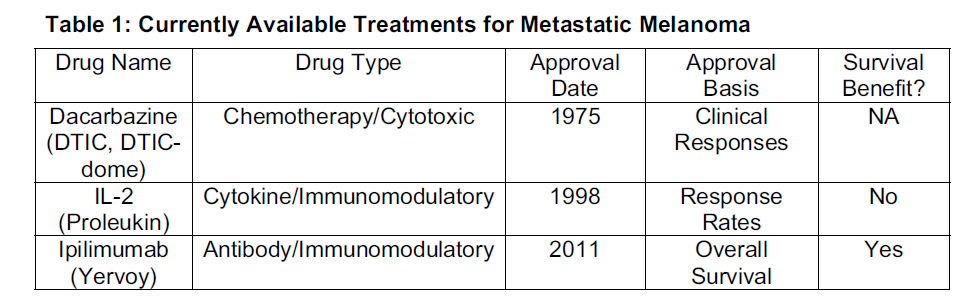 Table 1: Currently Available Treatments for Metastatic Melanoma
Drug Name Drug Type Approval Date Approval Basis Survival Benefit?
Dacarbazine (DTIC, DTIC-dome) Chemotherapy/Cytotoxic 1975 Clinical Responses NA
IL-2 (Proleukin) Cytokine/Immunomodulatory 1998 Response Rates No
Ipilimumab (Yervoy) Antibody/Immunomodulatory 2011 Overall Survival Yes